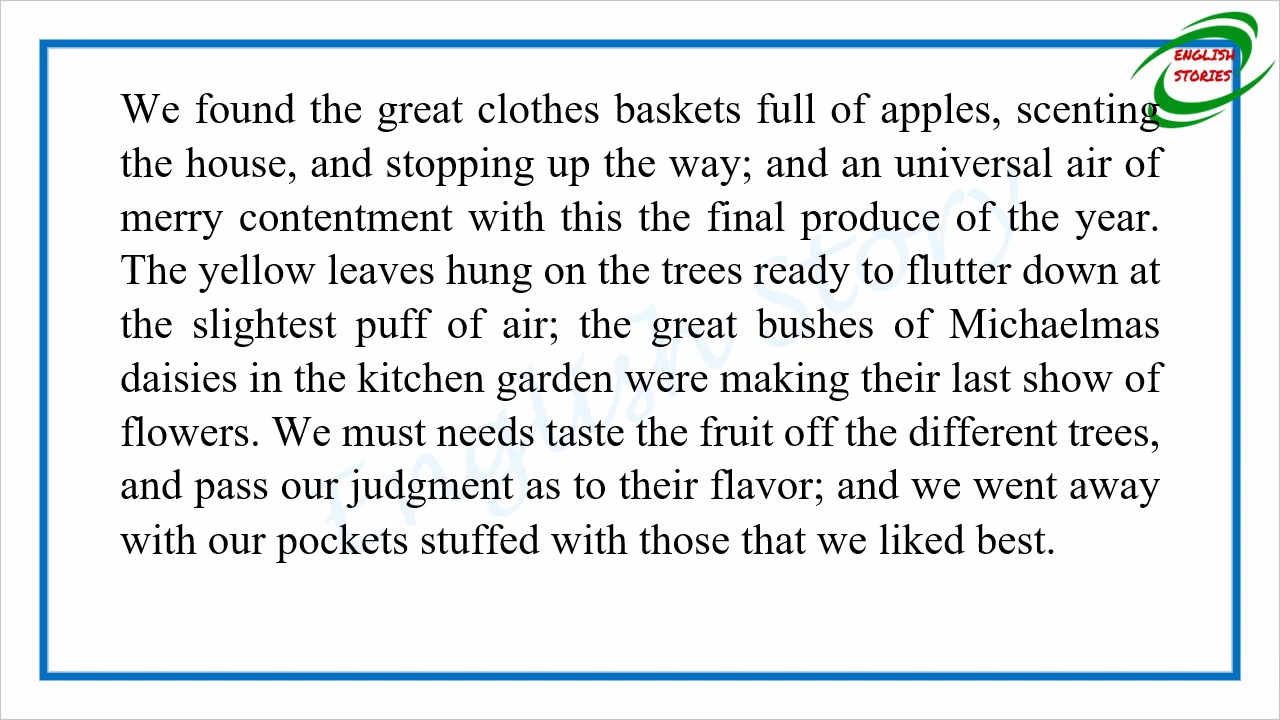 ENGLISH
STORIES
We found the great clothes baskets full of apples, scenting
the house, and stopping up the way; and an universal air of
merry contentment with this the final produce of the year.
The yellow leaves hung on the trees ready to flutter down at
the slightest puff of air; the great bushes of Michaelmas
daisies in the kitchen garden were making their last show of
flowers. We must needs taste the fruit off the different trees,
and pass our judgment as to their flavor; and we went away
with our pockets stuffed with those that we liked best.
English Story